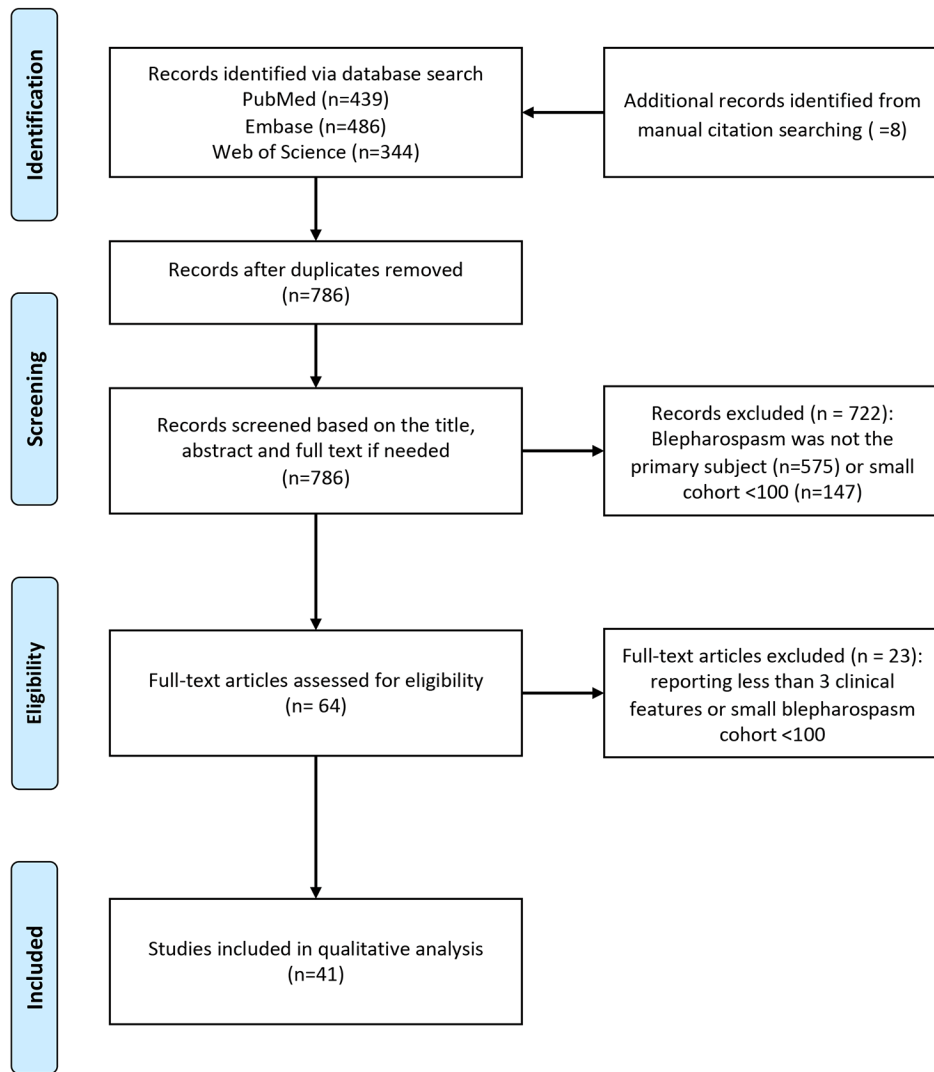 Identification
Records identified via database search
PubMed (n=439)
Embase (n=486)
Web of Science (n=344)
Additional records identified from
manual citation searching ( =8)
Records after duplicates removed
(n=786)
Screening
Records screened based on the title,
abstract and full text if needed
(n=786)
Records excluded (n = 722):
Blepharospasm was not the
primary subject (n=575) or small
cohort <100 (n=147)
Eligibility
Full-text articles assessed for eligibility
(n= 64)
Full-text articles excluded (n = 23):
reporting less than 3 clinical
features or small blepharospasm
cohort <100
Included
Studies included in qualitative analysis
(n=41)